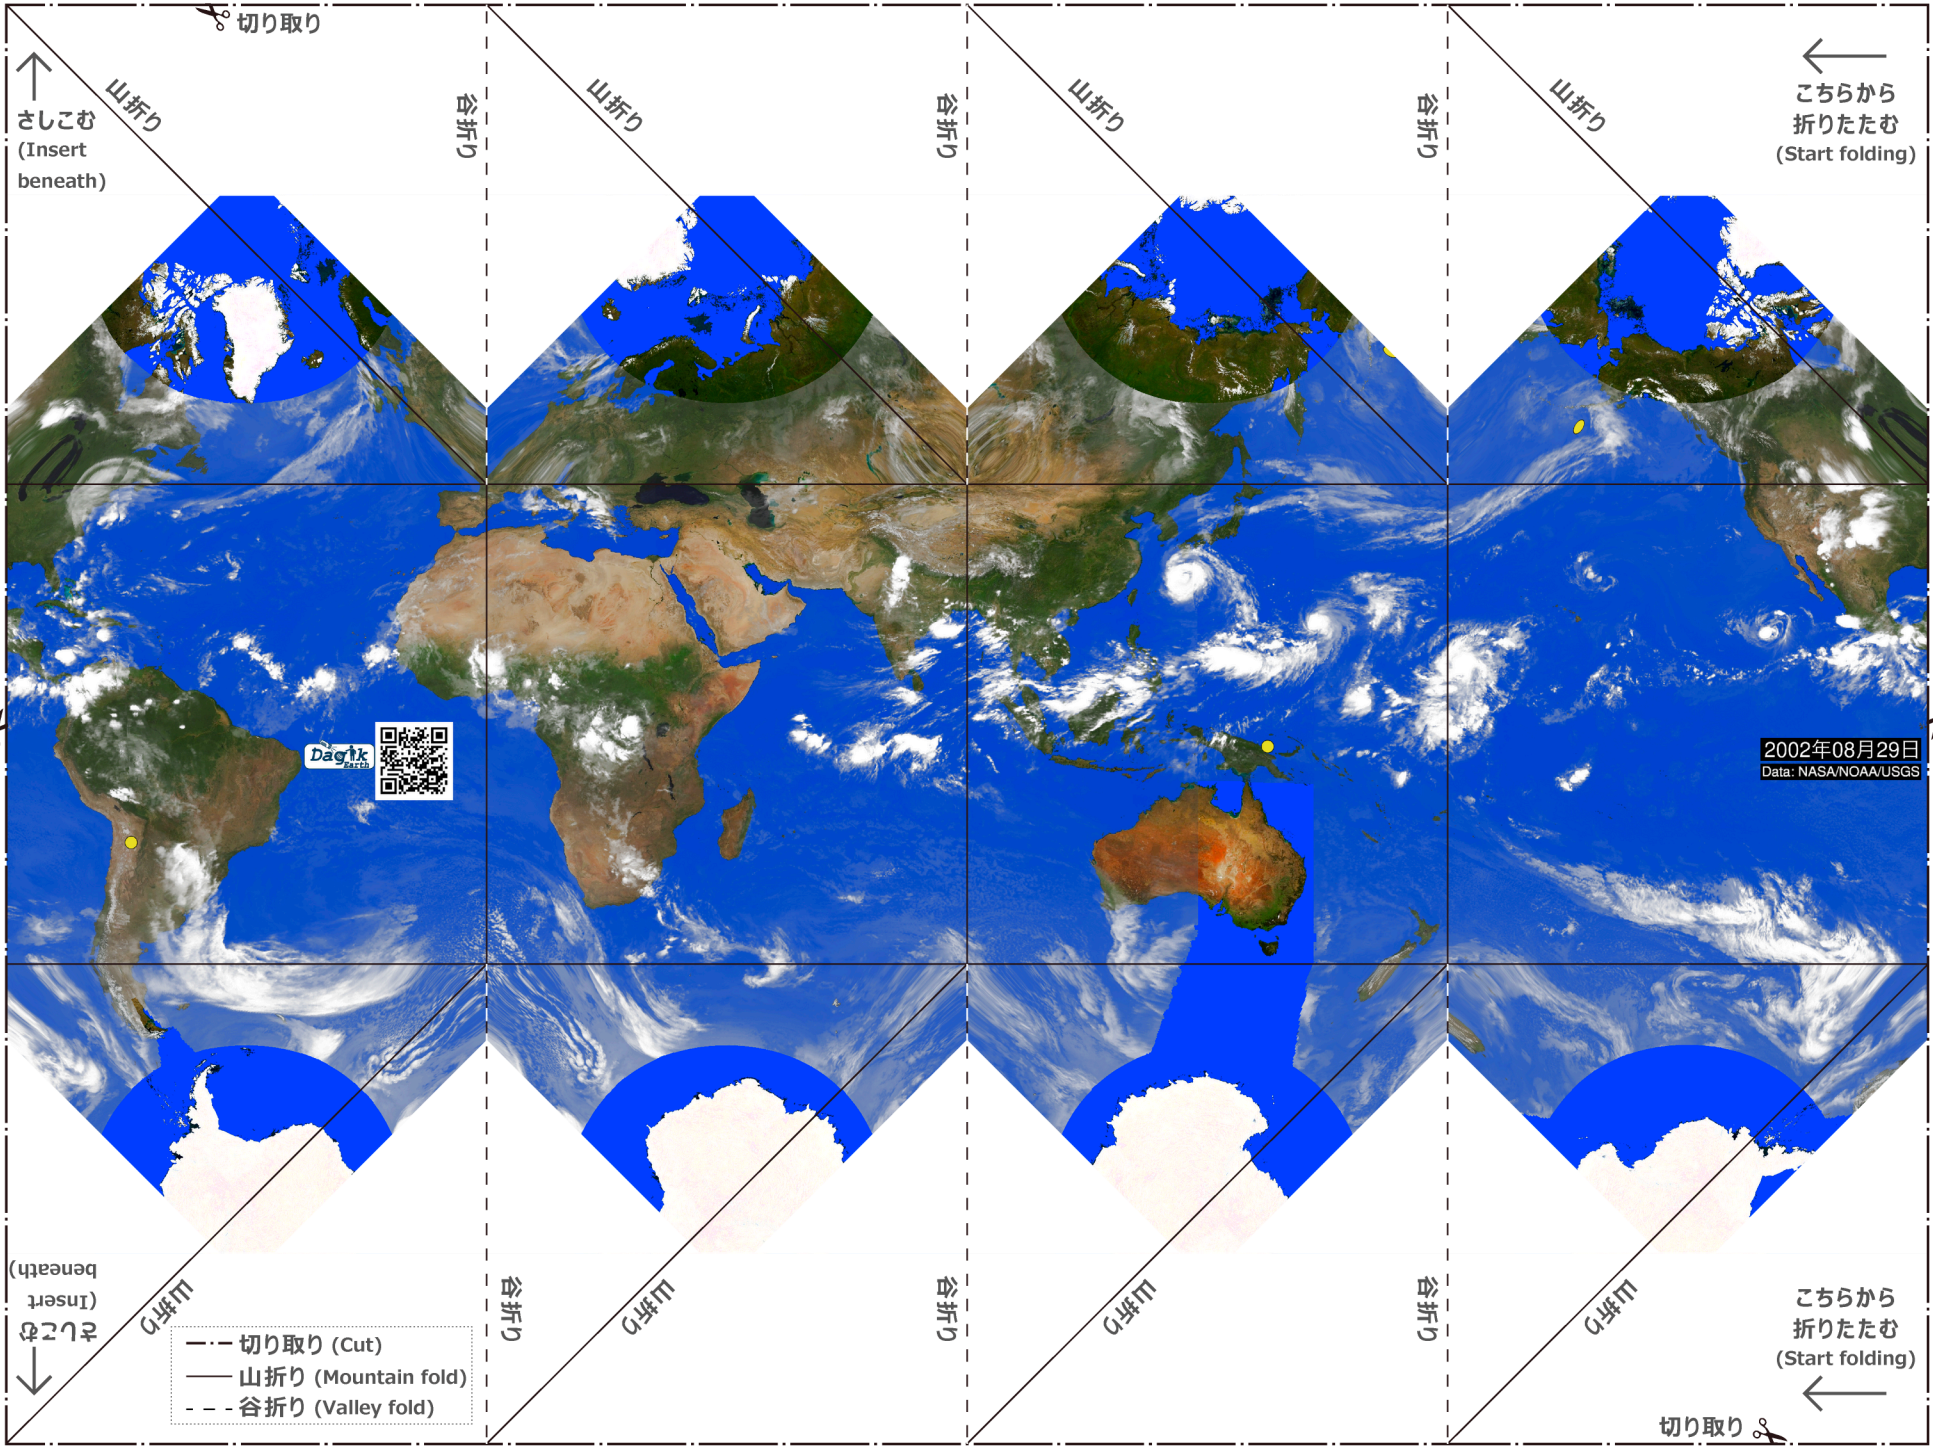 切り取り
山折り
谷折り
山折り
谷折り
山折り
谷折り
山折り
さしこむ
(Insert
beneath)
こちらから
折りたたむ
(Start folding)
Dagik
Earth
2002年08月29日
Data: NASA/NOAA/USGS
さしこむ
(Insert
beneath)
山折り
谷折り
山折り
谷折り
山折り
谷折り
山折り
こちらから
折りたたむ
(Start folding)
切り取り (Cut)
山折り (Mountain fold)
谷折り (Valley fold)
切り取り